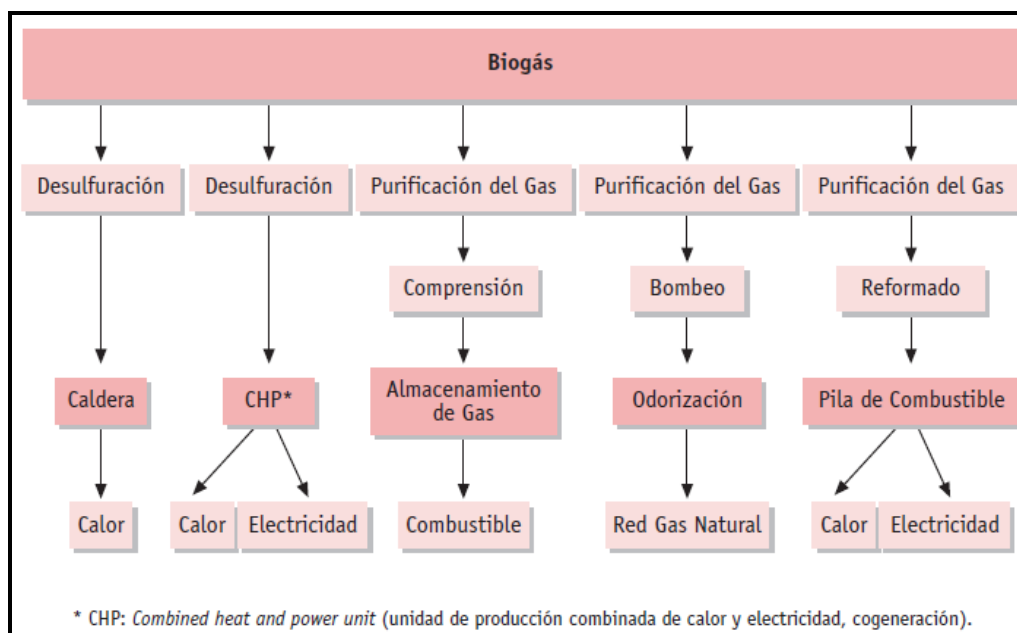 Biogás
Desulfuración
Desulfuración
Purificación del Gas
Purificación del Gas
Purificación del Gas
Comprensión
Bombeo
Reformado
Caldera
CHP*
Almacenamiento
de Gas
Odorización
Pila de Combustible
Calor
Calor
Electricidad
Combustible
Red Gas Natural
Calor
Electricidad
* CHP: Combined heat and power unit (unidad de producción combinada de calor y electricidad, cogeneración).